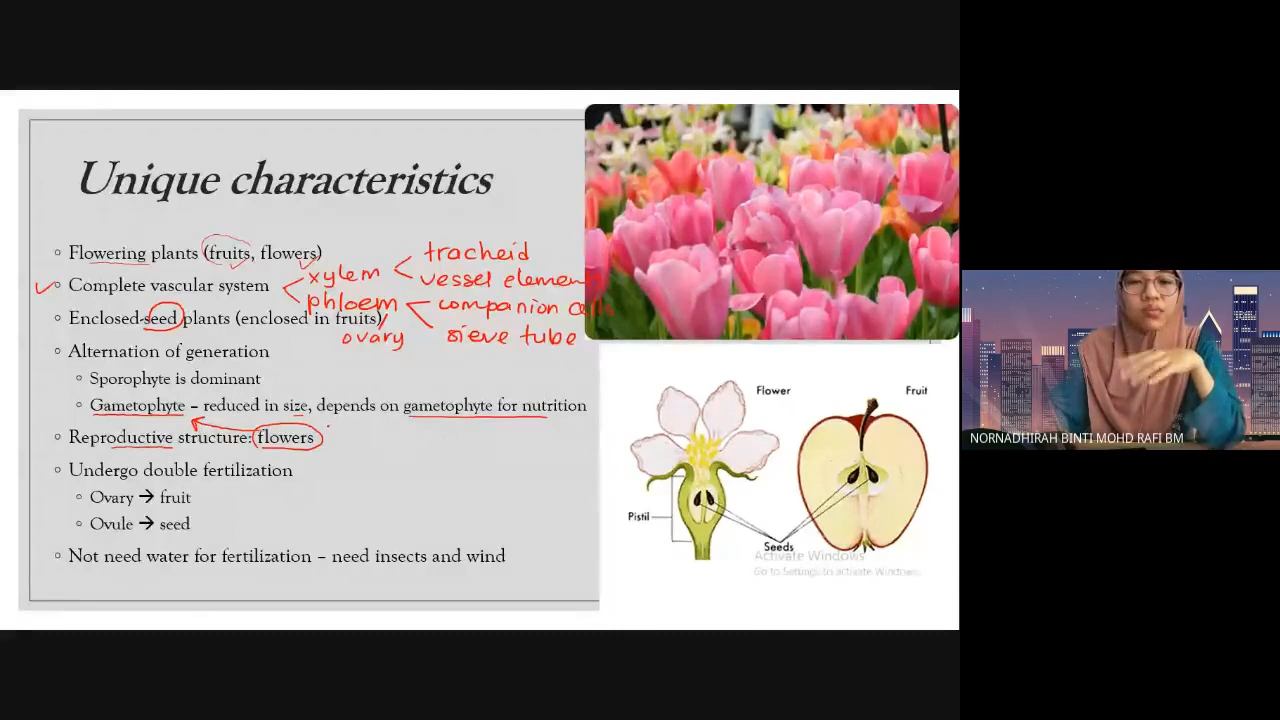 Unique characteristics
Flowering plants (fruits, flowers)
Complete vascular system
xylem
tracheid
vessel elements
phloem
companion cells
sieve tube
Enclosed-seed plants (enclosed in fruits)
ovary
Alternation of generation
Sporophyte is dominant
Gametophyte – reduced in size, depends on gametophyte for nutrition
Reproductive structure: flowers
Undergo double fertilization
Ovary → fruit
Ovule → seed
Not need water for fertilization – need insects and wind
Flower
Fruit
Pistil
Seeds
Activate Windows
Go to Settings to activate Windows.
NORNADHIRAH BINTI MOHD RAFI BM